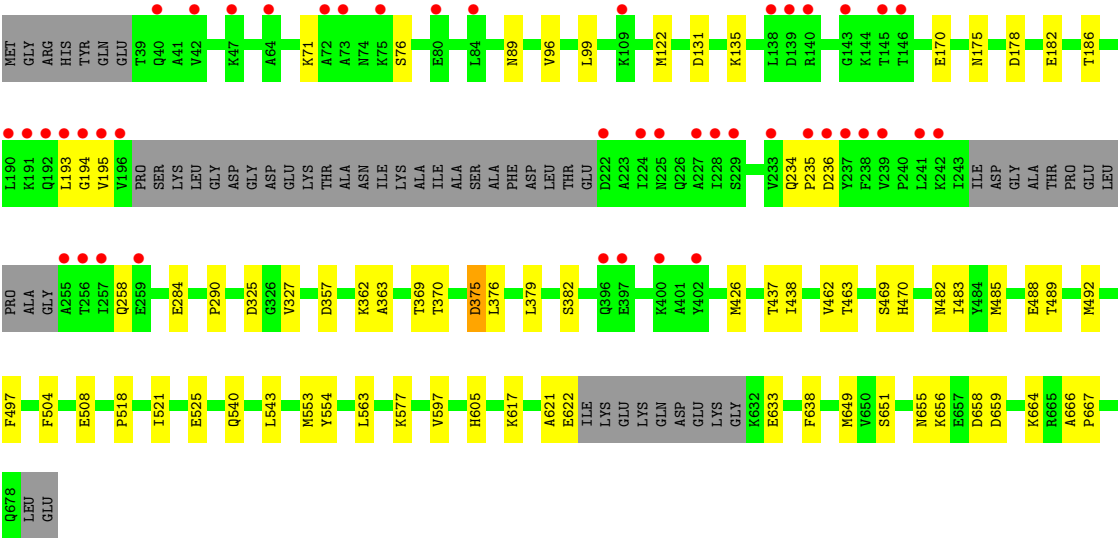 MET GLY ARG HIS TYR GLN GLU T39 Q40 A41 V42 K47 A64 K71 A72 A73 N74 K75 S76 E80 L84 N89 V96 L99 K109 M122 D131 K135 L138 D139 R140 G143 K144 T145 T146 E170 N175 D178 E182 T186
L190 K191 Q192 L193 G194 V195 V196 PRO SER LYS LEU GLY ASP GLY ASP GLU LYS THR ALA ASN ILE LYS ALA ILE ALA SER ALA PHE ASP LEU THR GLU D222 A223 I224 N225 Q226 A227 I228 S229 V233 Q234 P235 D236 Y237 F238 V239 P240 L241 K242 I243 ILE ASP GLY ALA THR PRO GLU LEU
PRO ALA GLY A255 T256 I257 Q258 E259 E284 P290 D325 G326 V327 D357 K362 A363 T369 T370 D375 L376 L379 S382 Q396 E397 K400 A401 Y402 M426 T437 I438 V462 T463 S469 H470 N482 I483 Y484 M485 E488 T489 M492
F497 F504 E508 P518 I521 E525 Q540 L543 M553 Y554 L563 K577 V597 H605 K617 A621 E622 ILE LYS GLU LYS GLN ASP GLU LYS GLY K632 E633 F638 M649 V650 S651 N655 K656 E657 D658 D659 K664 R665 A666 P667
Q678 LEU GLU